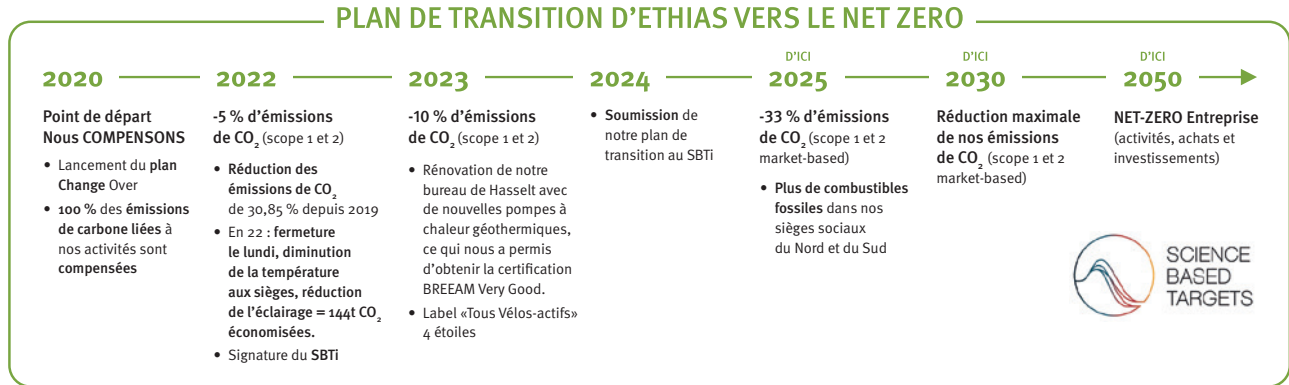 PLAN DE TRANSITION D’ETHIAS VERS LE NET ZERO
2020
Point de départ
Nous COMPENSONS
• Lancement du plan
Change Over
• 100 % des émissions
de carbone liées à
nos activités sont
compensées
2022
-5 % d’émissions
de CO₂ (scope 1 et 2)
• Réduction des
émissions de CO₂
de 30,85 % depuis 2019
• En 22 : fermeture
le lundi, diminution
de la température
aux sièges, réduction
de l’éclairage = 144t CO₂
économisées.
• Signature du SBTi
2023
-10 % d’émissions
de CO₂ (scope 1 et 2)
• Rénovation de notre
bureau de Hasselt avec
de nouvelles pompes à
chaleur géothermiques,
ce qui nous a permis
d’obtenir la certification
BREEAM Very Good.
• Label «Tous Vélos-actifs»
4 étoiles
2024
• Soumission de
notre plan de
transition au SBTi
D’ICI
2025
-33 % d’émissions
de CO₂ (scope 1 et 2
market-based)
• Plus de combustibles
fossiles dans nos
sièges sociaux
du Nord et du Sud
D’ICI
2030
Réduction maximale
de nos émissions
de CO₂ (scope 1 et 2
market-based)
D’ICI
2050
NET-ZERO Entreprise
(activités, achats et
investissements)
SCIENCE
BASED
TARGETS